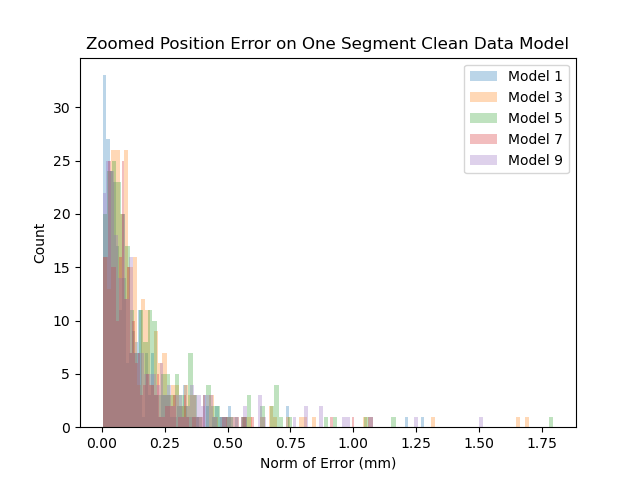 Zoomed Position Error on One Segment Clean Data Model
Model 1
Model 3
Model 5
Model 7
Model 9
30
25
20
15
10
5
0
Count
0.00 0.25 0.50 0.75 1.00 1.25 1.50 1.75
Norm of Error (mm)